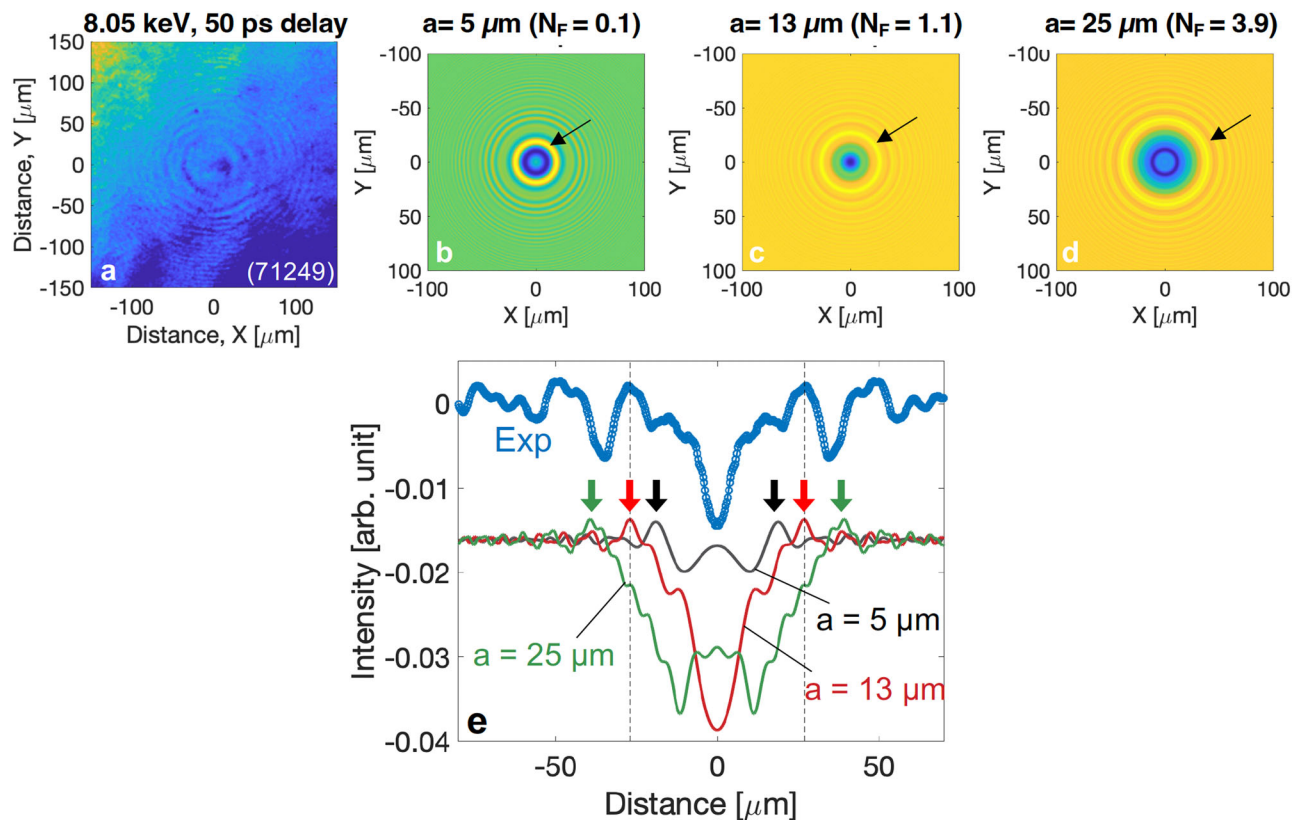 8.05 keV, 50 ps delay
150
100
50
0
-50
-100
-150
Distance, Y [μm]
a
(71249)
-100
0
100
Distance, X [μm]
a= 5 μm (N_F = 0.1)
-100
-50
0
50
100
Y [μm]
b
-100
0
100
X [μm]
a= 13 μm (N_F = 1.1)
-100
-50
0
50
100
Y [μm]
c
-100
0
100
X [μm]
a= 25 μm (N_F = 3.9)
-100
-50
0
50
100
Y [μm]
d
-100
0
100
X [μm]
0
-0.01
-0.02
-0.03
-0.04
Intensity [arb. unit]
Exp
a = 5 μm
a = 25 μm
a = 13 μm
e
-50
0
50
Distance [μm]